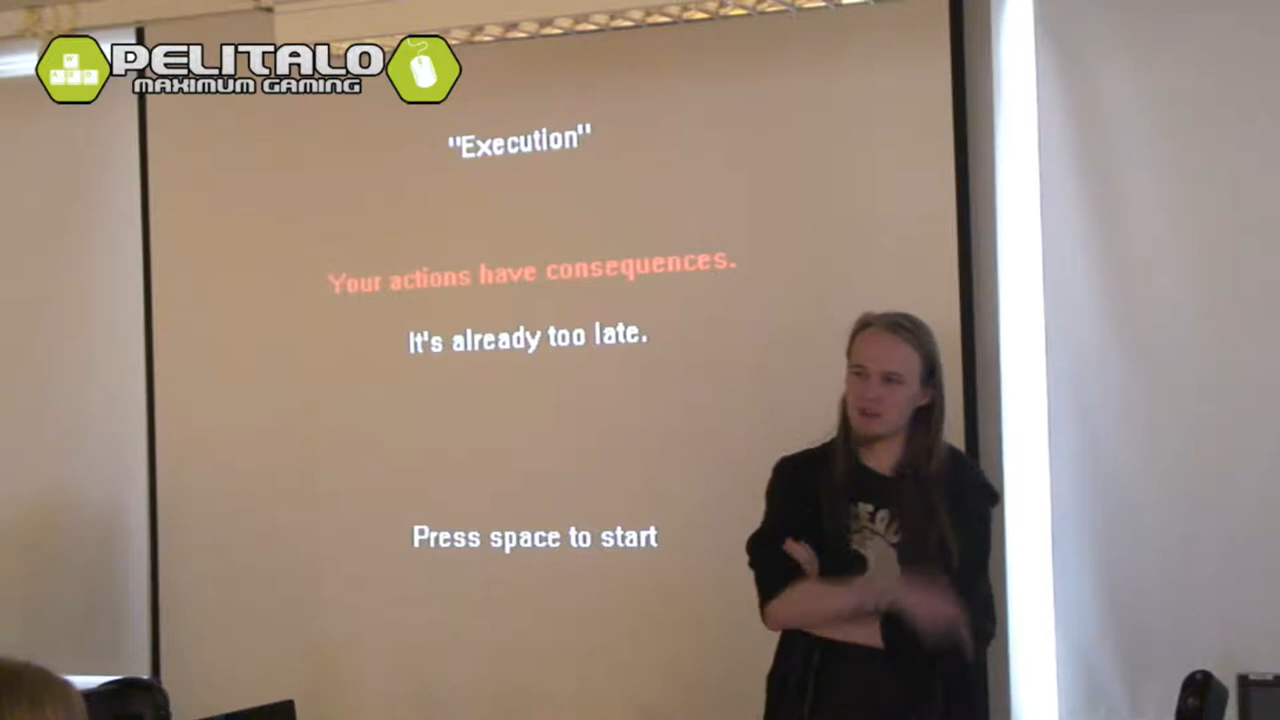 PELITALO
MAXIMUM GAMING
"Execution"
Your actions have consequences.
It's already too late.
Press space to start